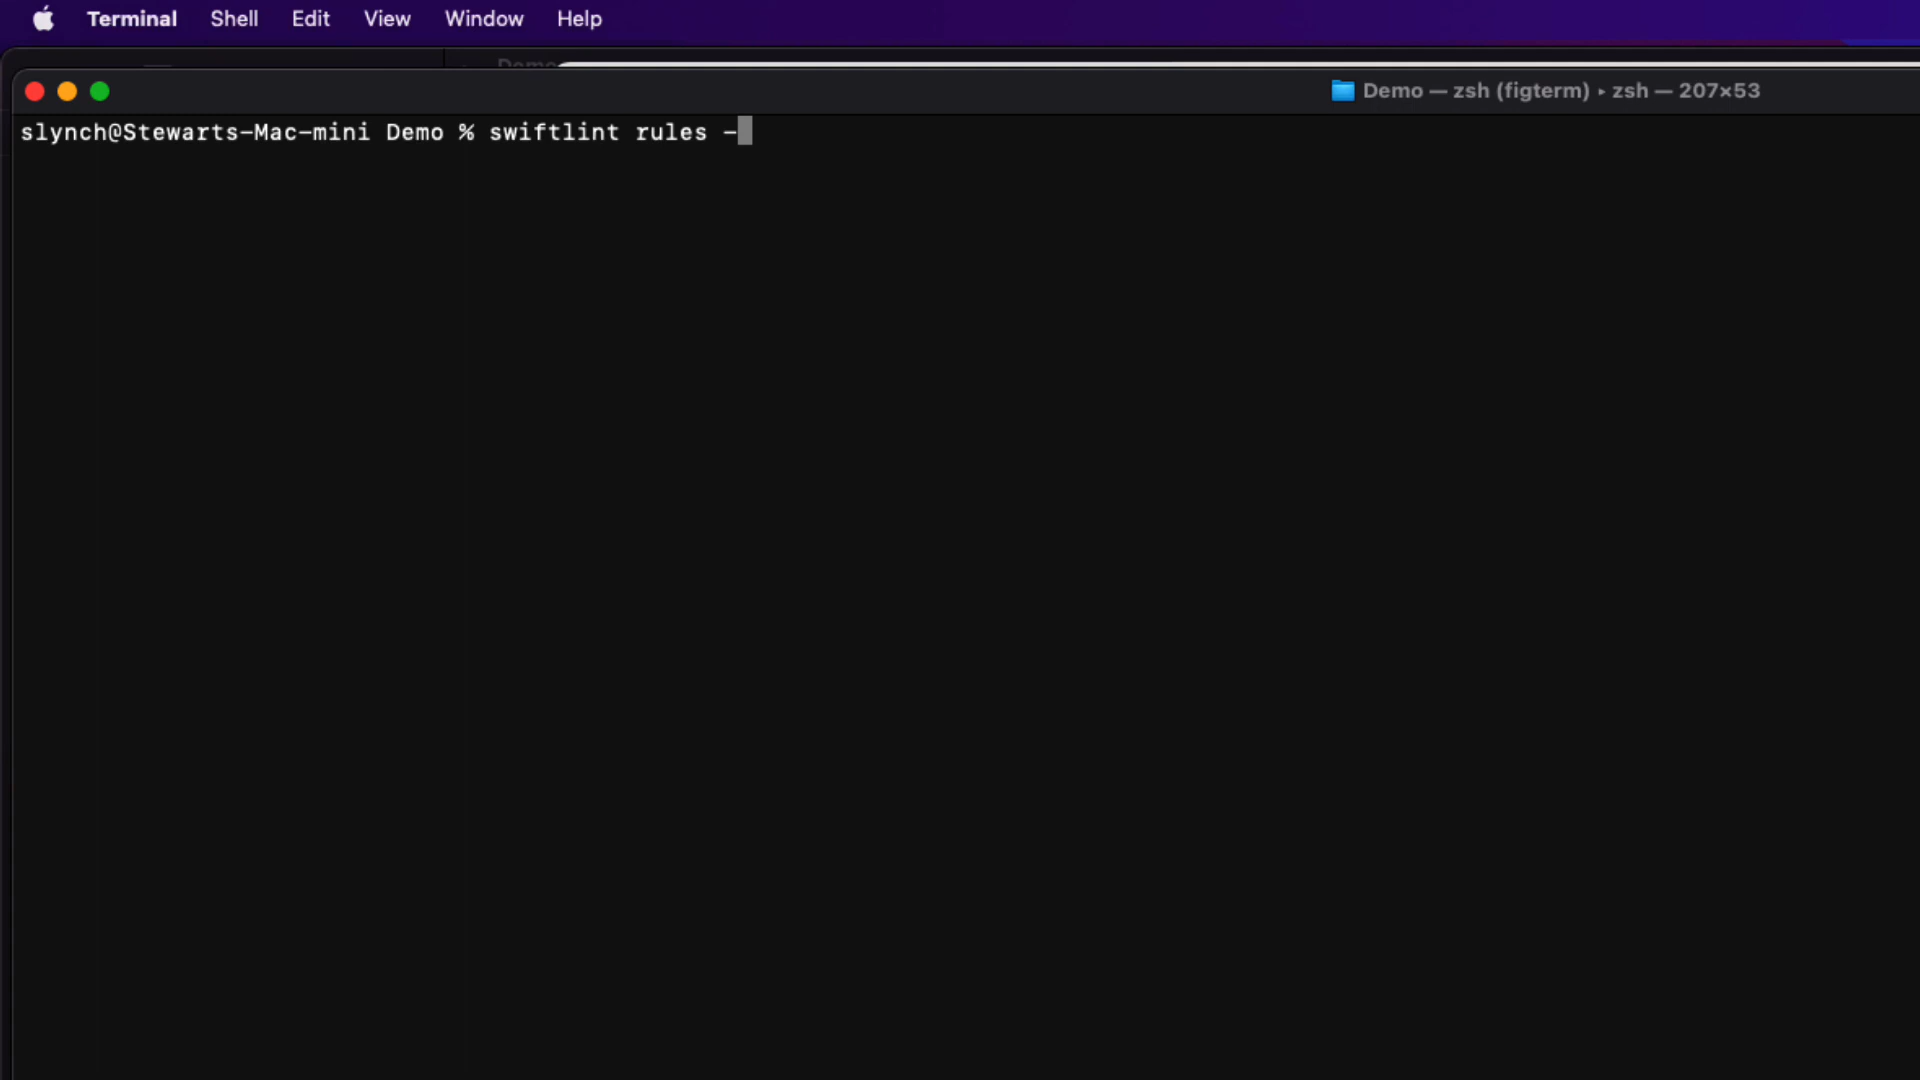 Terminal Shell Edit View Window Help
Demo
Demo — zsh (figterm) ▸ zsh — 207×53
slynch@Stewarts-Mac-mini Demo % swiftlint rules -